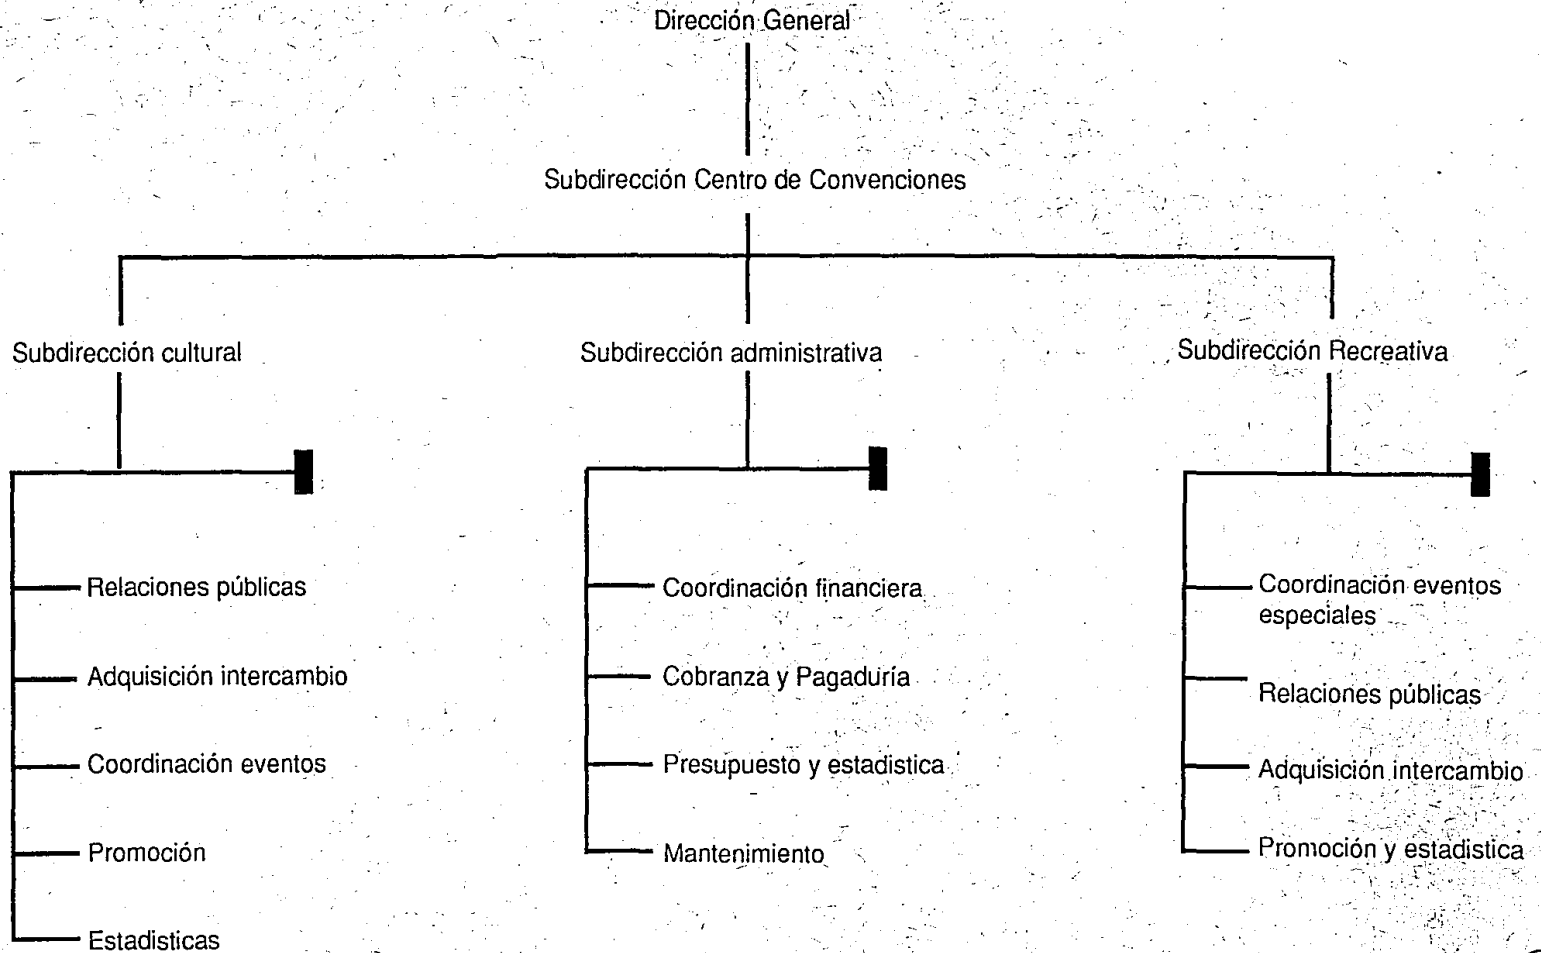 Dirección General
Subdirección Centro de Convenciones
Subdirección cultural
Subdirección administrativa
Subdirección Recreativa
Relaciones públicas
Adquisición intercambio
Coordinación eventos
Promoción
Estadisticas
Coordinación financiera
Cobranza y Pagaduría
Presupuesto y estadistica
Mantenimiento
Coordinación eventos
especiales
Relaciones públicas
Adquisición intercambio
Promoción y estadistica